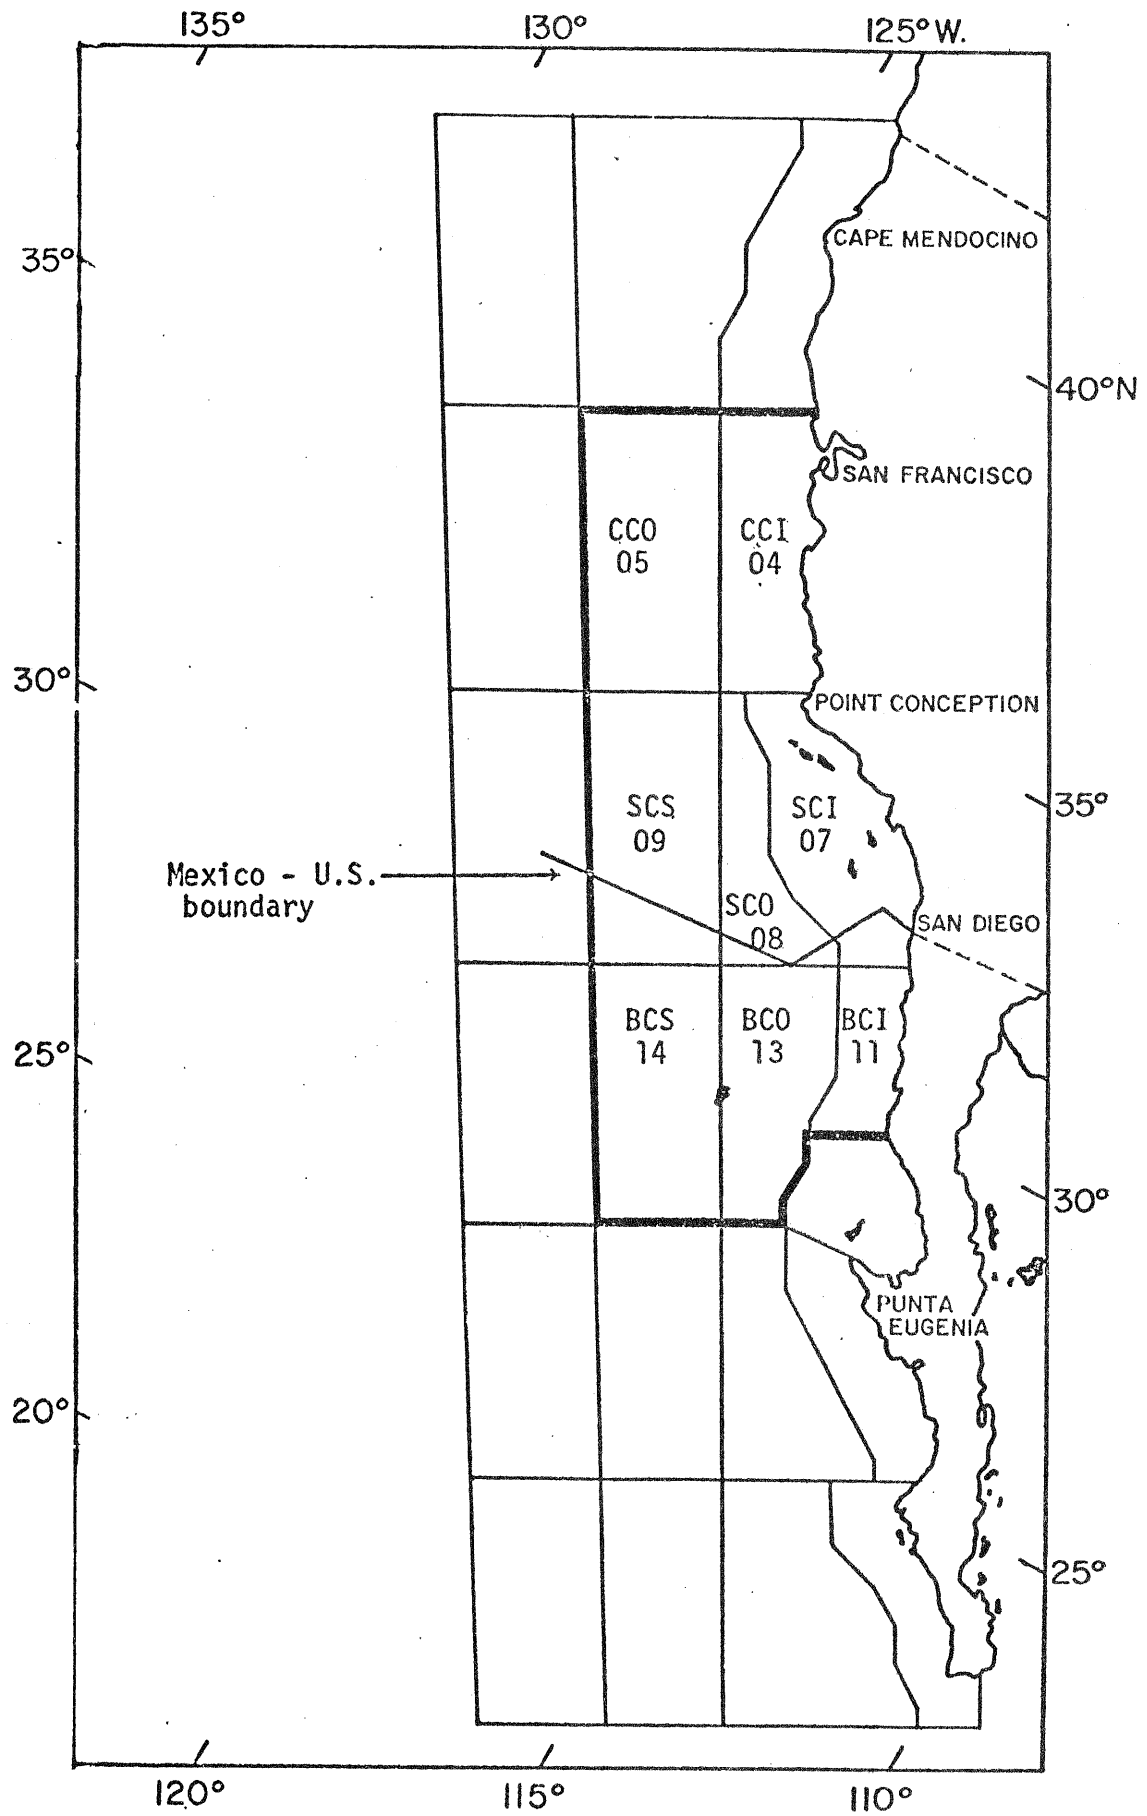 135° 130° 125° W.
CAPE MENDOCINO
35°
40°N
SAN FRANCISCO
CCO CCI
05 04
30°
POINT CONCEPTION
SCS SCI
09 07
35°
Mexico - U.S.
boundary
SCO
08
SAN DIEGO
BCS BCO BCI
14 13 11
25°
30°
PUNTA
EUGENIA
20°
25°
120° 115° 110°